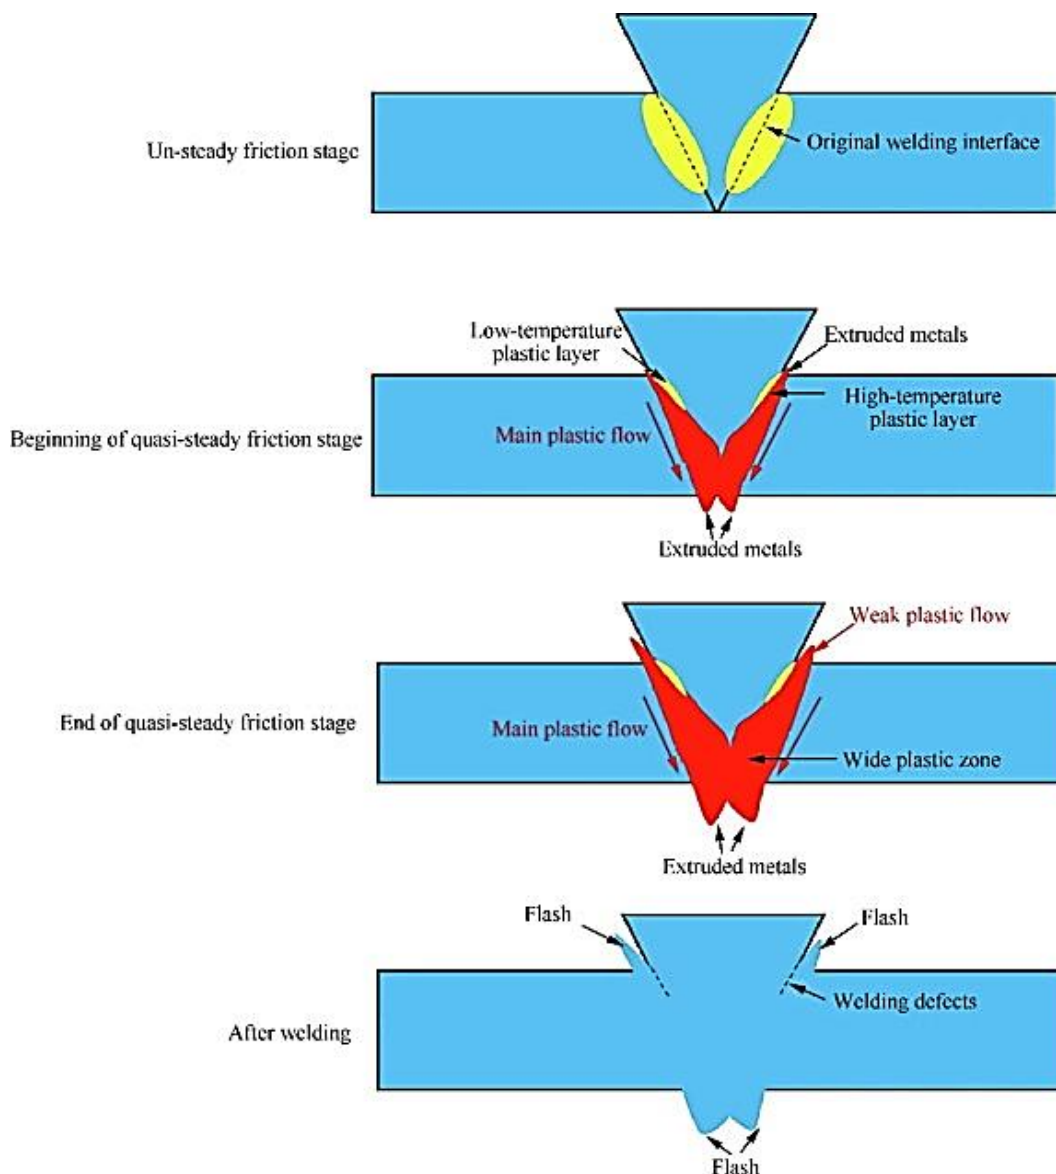 Un-steady friction stage
Original welding interface
Low-temperature
plastic layer
Extruded metals
High-temperature
plastic layer
Beginning of quasi-steady friction stage
Main plastic flow
Extruded metals
Weak plastic flow
End of quasi-steady friction stage
Main plastic flow
Wide plastic zone
Extruded metals
Flash
Flash
Welding defects
After welding
Flash